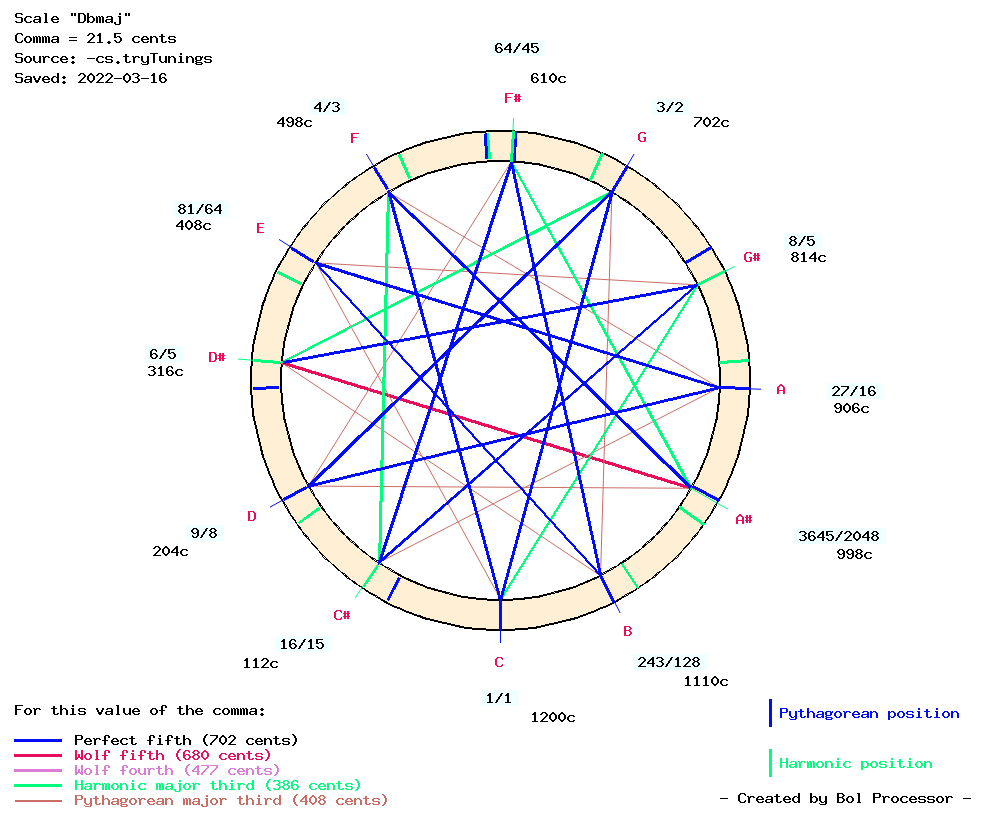 Scale "Dbmaj"
Comma = 21.5 cents
Source: -cs.tryTunings
Saved: 2022-03-16
64/45
610c
F#
4/3
498c
F
3/2
702c
G
81/64
408c
E
8/5
814c
G#
6/5
316c
D#
A
27/16
906c
D
9/8
204c
A#
3645/2048
998c
C#
16/15
112c
B
243/128
1110c
C
1/1
1200c
For this value of the comma:
Perfect fifth (702 cents)
Wolf fifth (680 cents)
Wolf fourth (477 cents)
Harmonic major third (386 cents)
Pythagorean major third (408 cents)
Pythagorean position
Harmonic position
- Created by Bol Processor -